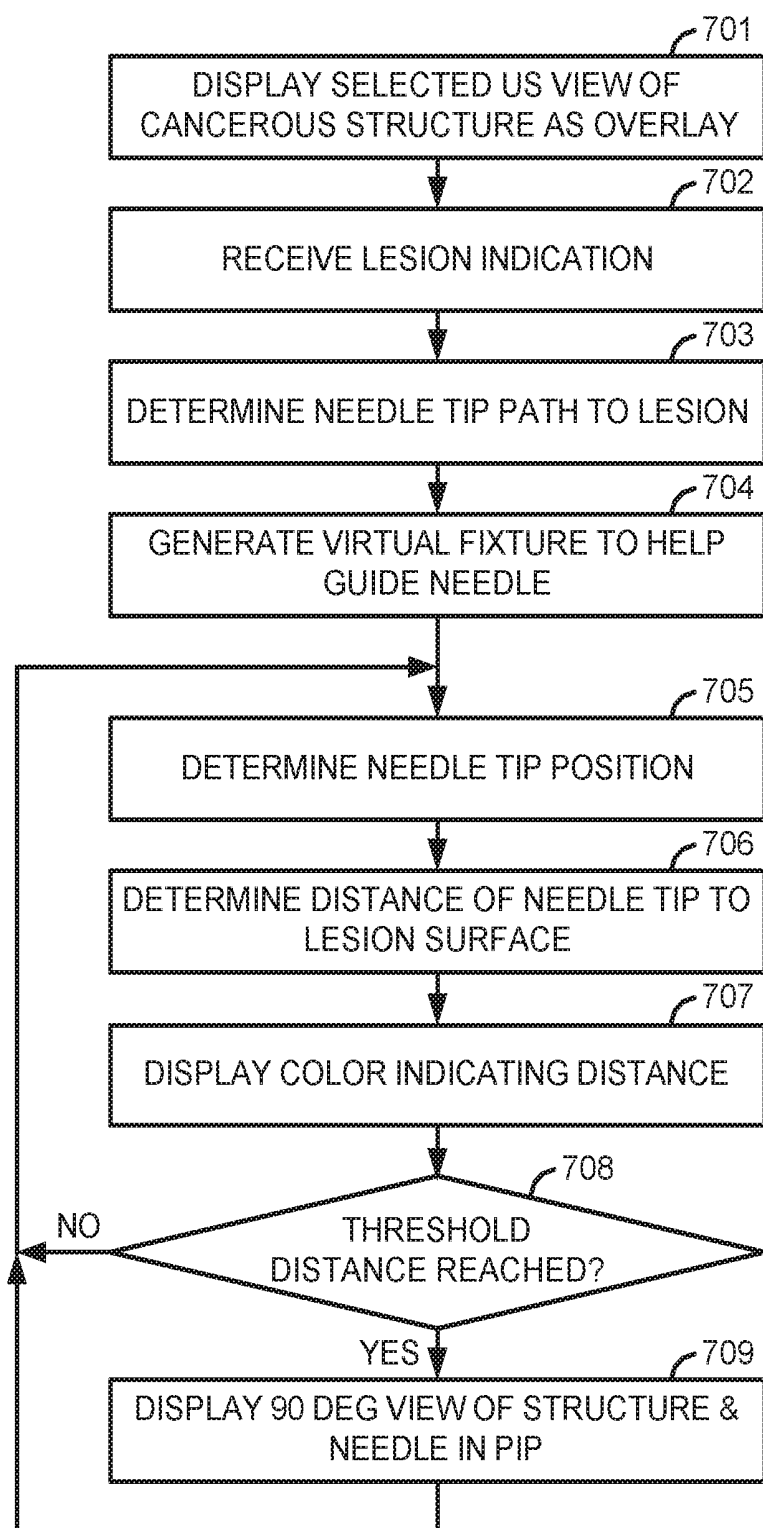 701
DISPLAY SELECTED US VIEW OF
CANCEROUS STRUCTURE AS OVERLAY
702
RECEIVE LESION INDICATION
703
DETERMINE NEEDLE TIP PATH TO LESION
704
GENERATE VIRTUAL FIXTURE TO HELP
GUIDE NEEDLE
705
DETERMINE NEEDLE TIP POSITION
706
DETERMINE DISTANCE OF NEEDLE TIP TO
LESION SURFACE
707
DISPLAY COLOR INDICATING DISTANCE
708
NO
THRESHOLD
DISTANCE REACHED?
YES
709
DISPLAY 90 DEG VIEW OF STRUCTURE &
NEEDLE IN PIP